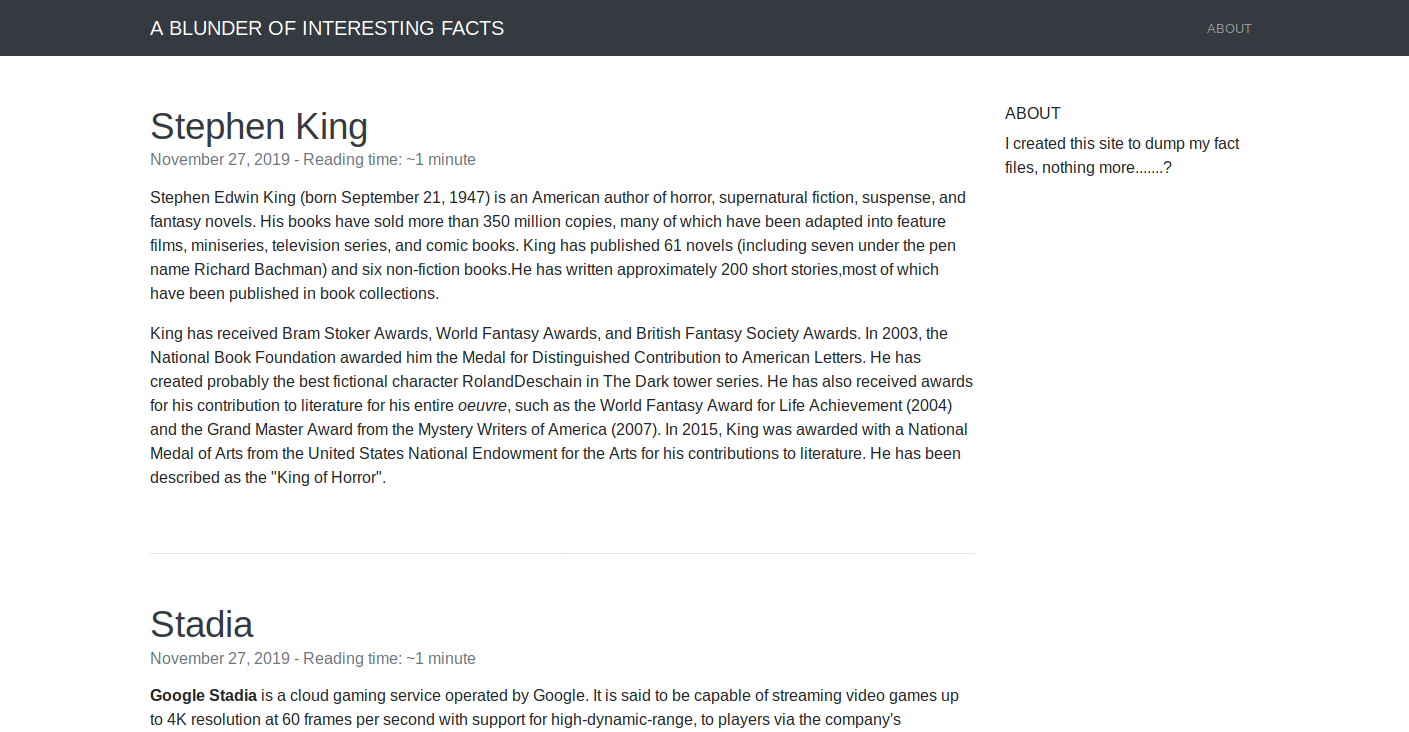 A BLUNDER OF INTERESTING FACTS
ABOUT
Stephen King
November 27, 2019 - Reading time: ~1 minute
Stephen Edwin King (born September 21, 1947) is an American author of horror, supernatural fiction, suspense, and
fantasy novels. His books have sold more than 350 million copies, many of which have been adapted into feature
films, miniseries, television series, and comic books. King has published 61 novels (including seven under the pen
name Richard Bachman) and six non-fiction books.He has written approximately 200 short stories,most of which
have been published in book collections.
King has received Bram Stoker Awards, World Fantasy Awards, and British Fantasy Society Awards. In 2003, the
National Book Foundation awarded him the Medal for Distinguished Contribution to American Letters. He has
created probably the best fictional character RolandDeschain in The Dark tower series. He has also received awards
for his contribution to literature for his entire oeuvre, such as the World Fantasy Award for Life Achievement (2004)
and the Grand Master Award from the Mystery Writers of America (2007). In 2015, King was awarded with a National
Medal of Arts from the United States National Endowment for the Arts for his contributions to literature. He has been
described as the "King of Horror".
Stadia
November 27, 2019 - Reading time: ~1 minute
Google Stadia is a cloud gaming service operated by Google. It is said to be capable of streaming video games up
to 4K resolution at 60 frames per second with support for high-dynamic-range, to players via the company's
ABOUT
I created this site to dump my fact
files, nothing more.......?